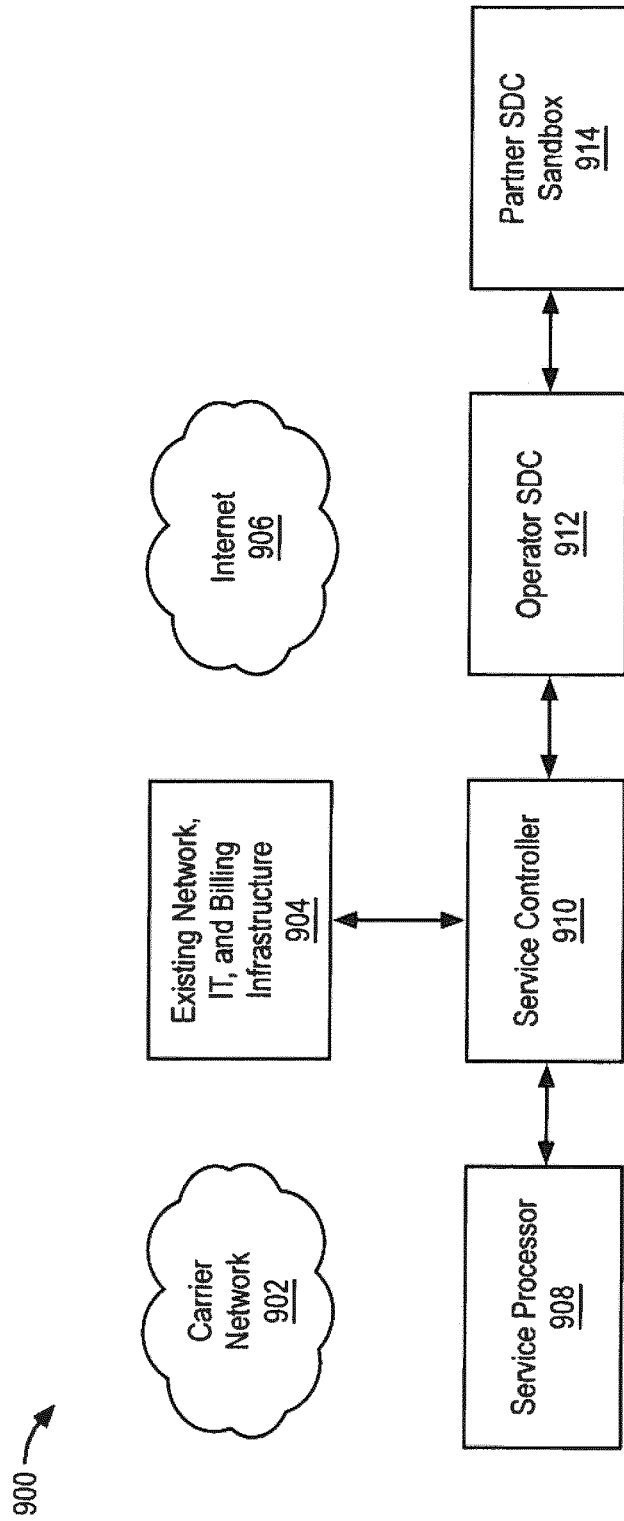 900
Carrier
Network
902
Existing Network,
IT, and Billing
Infrastructure
904
Internet
906
Service Processor
908
Service Controller
910
Operator SDC
912
Partner SDC
Sandbox
914